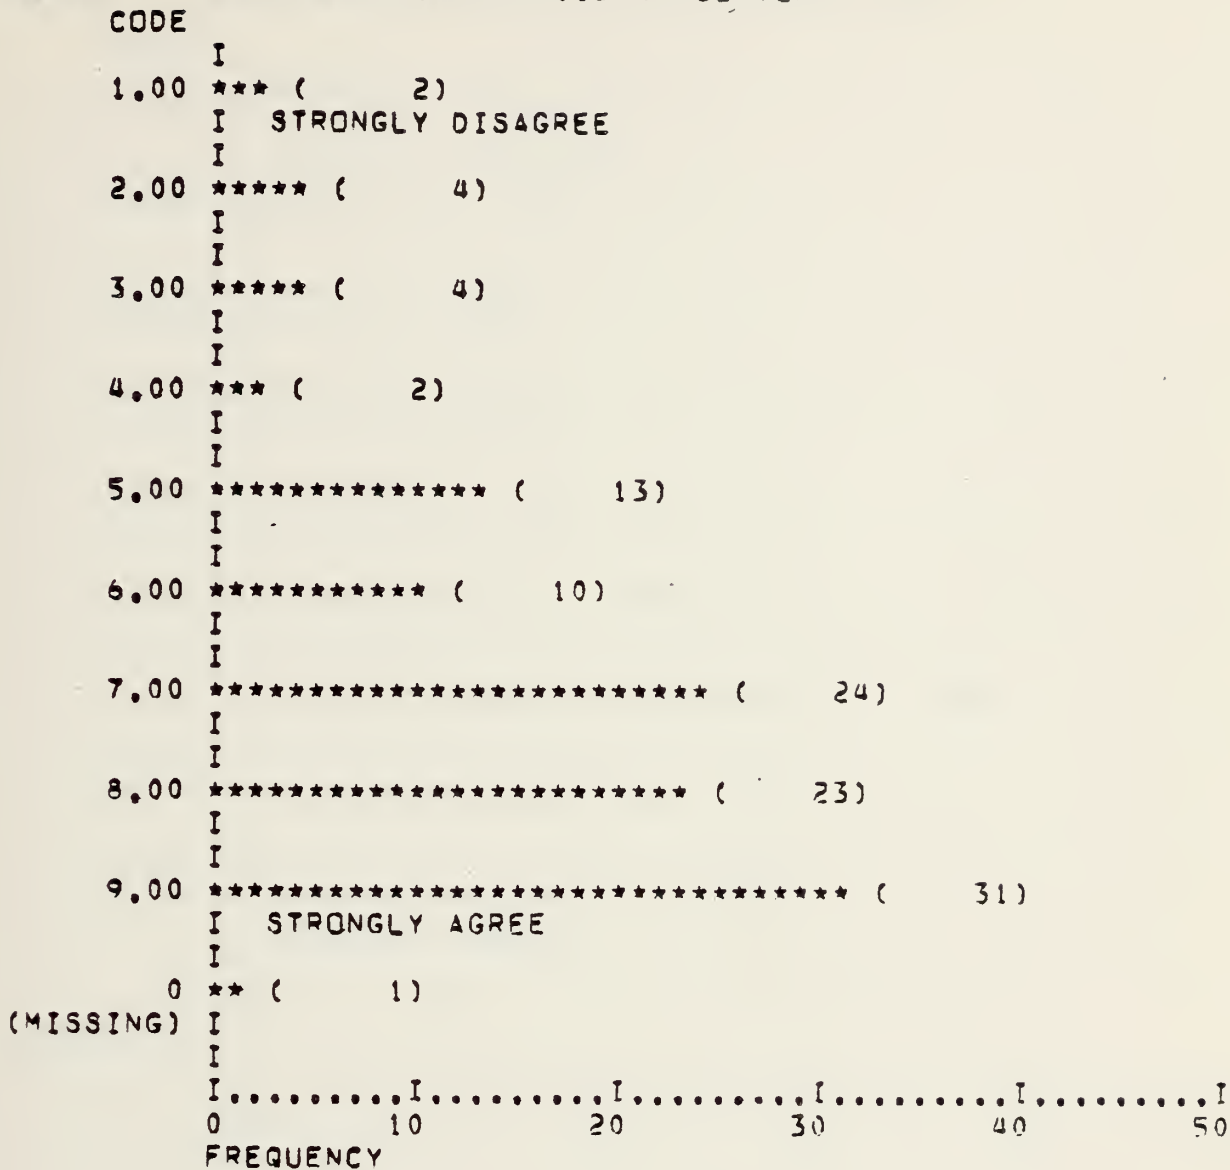 CODE
I
1.00 *** ( 2)
I STRONGLY DISAGREE
I
2.00 ***** ( 4)
I
I
3.00 ***** ( 4)
I
I
4.00 *** ( 2)
I
I
5.00 ************** ( 13)
I
I
6.00 *********** ( 10)
I
I
7.00 ************************* ( 24)
I
I
8.00 ************************ ( 23)
I
I
9.00 ******************************** ( 31)
I STRONGLY AGREE
I
0 ** ( 1)
(MISSING) I
I
I.........I.........I.........I.........I.........I
0 10 20 30 40 50
FREQUENCY